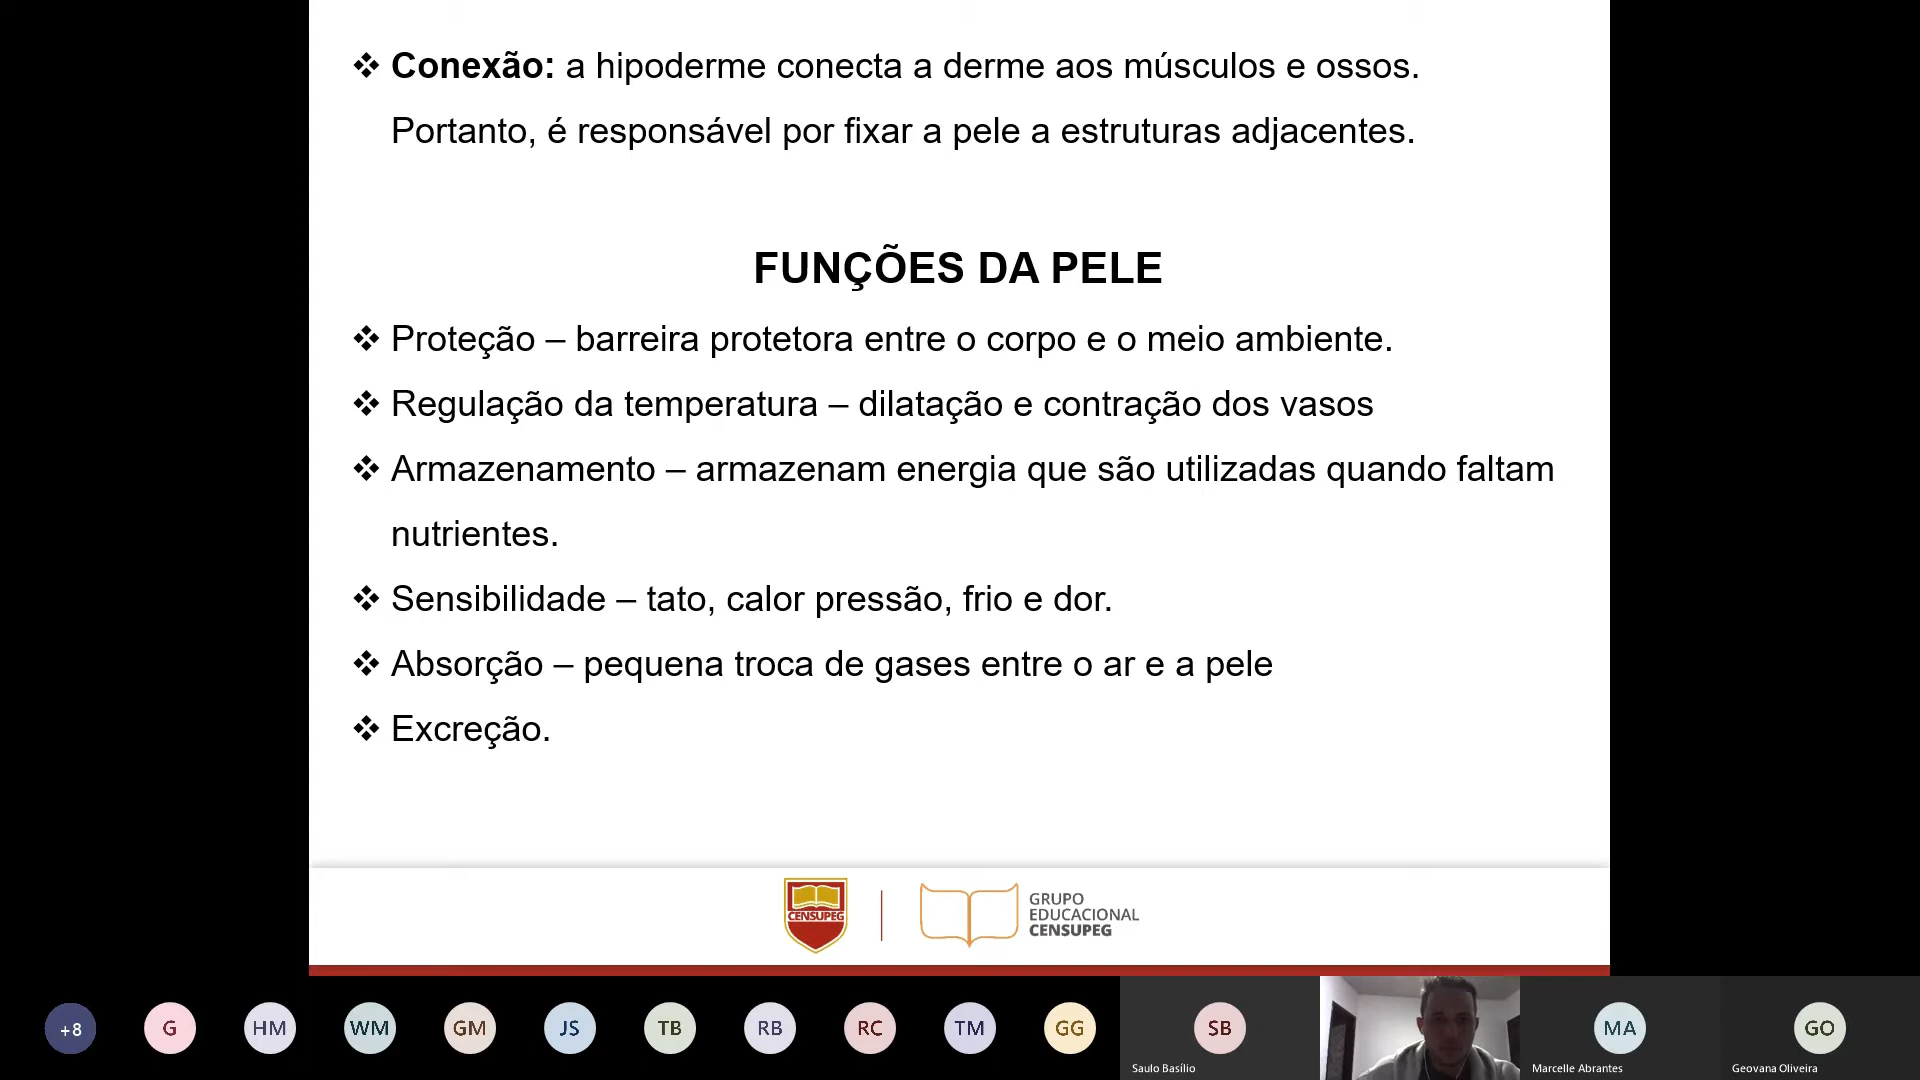 ❖ Conexão: a hipoderme conecta a derme aos músculos e ossos.
Portanto, é responsável por fixar a pele a estruturas adjacentes.
FUNÇÕES DA PELE
❖ Proteção – barreira protetora entre o corpo e o meio ambiente.
❖ Regulação da temperatura – dilatação e contração dos vasos
❖ Armazenamento – armazenam energia que são utilizadas quando faltam
nutrientes.
❖ Sensibilidade – tato, calor pressão, frio e dor.
❖ Absorção – pequena troca de gases entre o ar e a pele
❖ Excreção.
CENSUPEG
GRUPO
EDUCACIONAL
CENSUPEG
+8 G HM WM GM JS TB RB RC TM GG SB MA GO
Saulo Basílio Marcelle Abrantes Geovana Oliveira